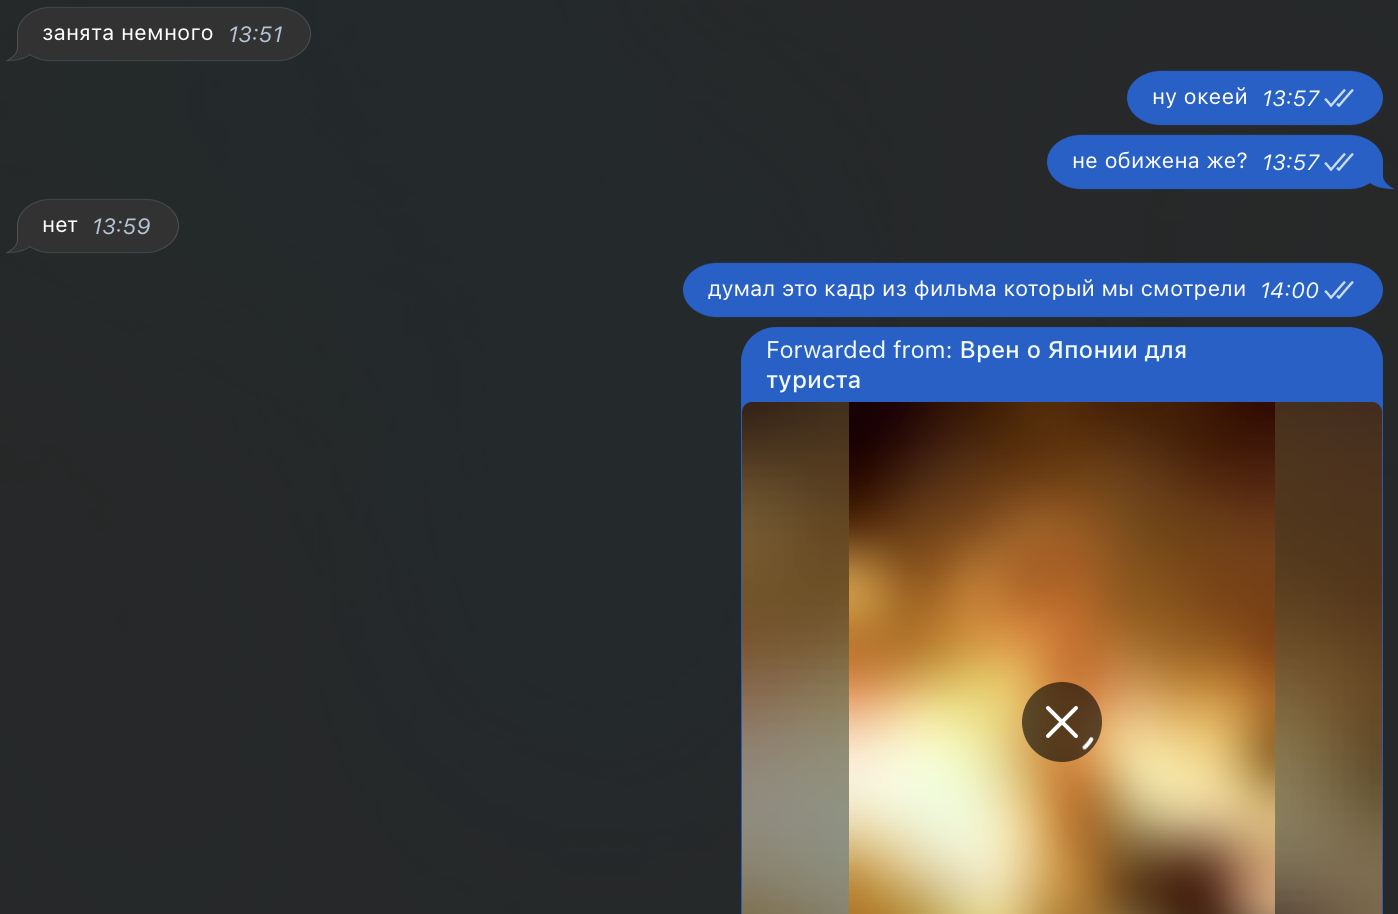 занята немного 13:51
ну океей 13:57
не обижена же? 13:57
нет 13:59
думал это кадр из фильма который мы смотрели 14:00
Forwarded from: Врен о Японии для
туриста